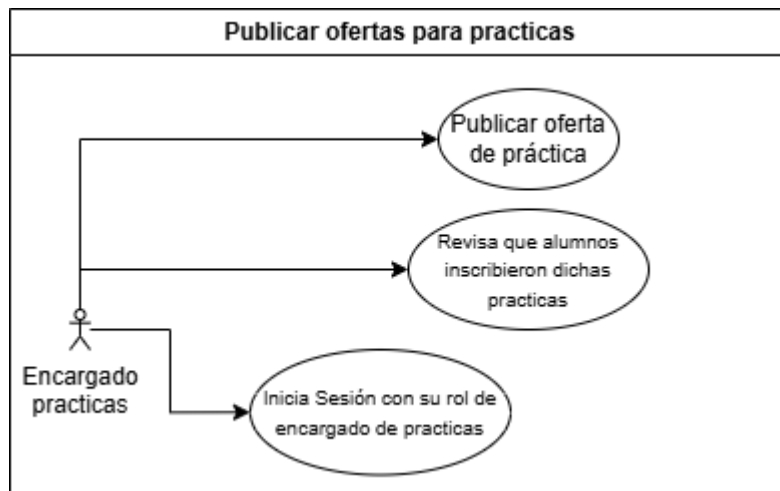 Publicar ofertas para practicas
Publicar oferta
de práctica
Revisa que alumnos
inscribieron dichas
practicas
Encargado
practicas
Inicia Sesión con su rol de
encargado de practicas